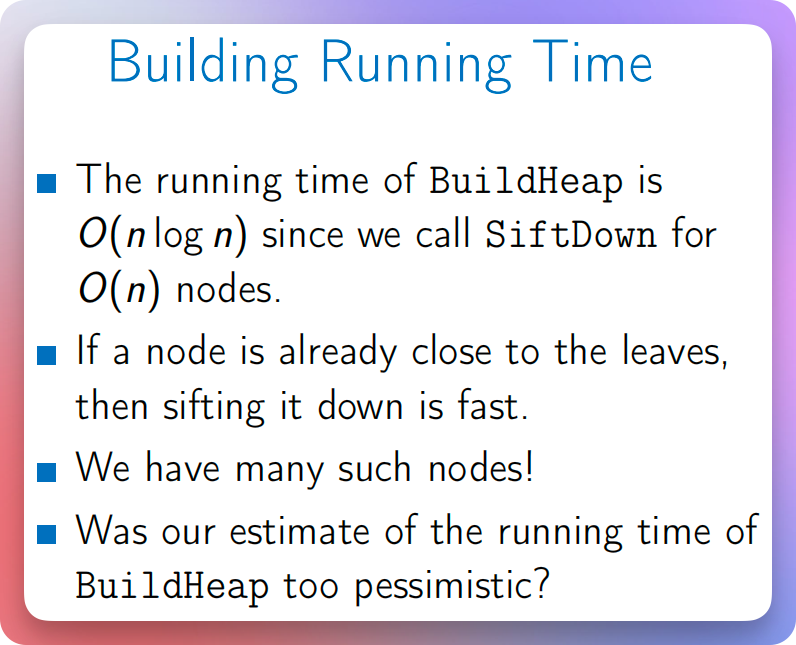 Building Running Time
The running time of BuildHeap is
O(n log n) since we call SiftDown for
O(n) nodes.
If a node is already close to the leaves,
then sifting it down is fast.
We have many such nodes!
Was our estimate of the running time of
BuildHeap too pessimistic?